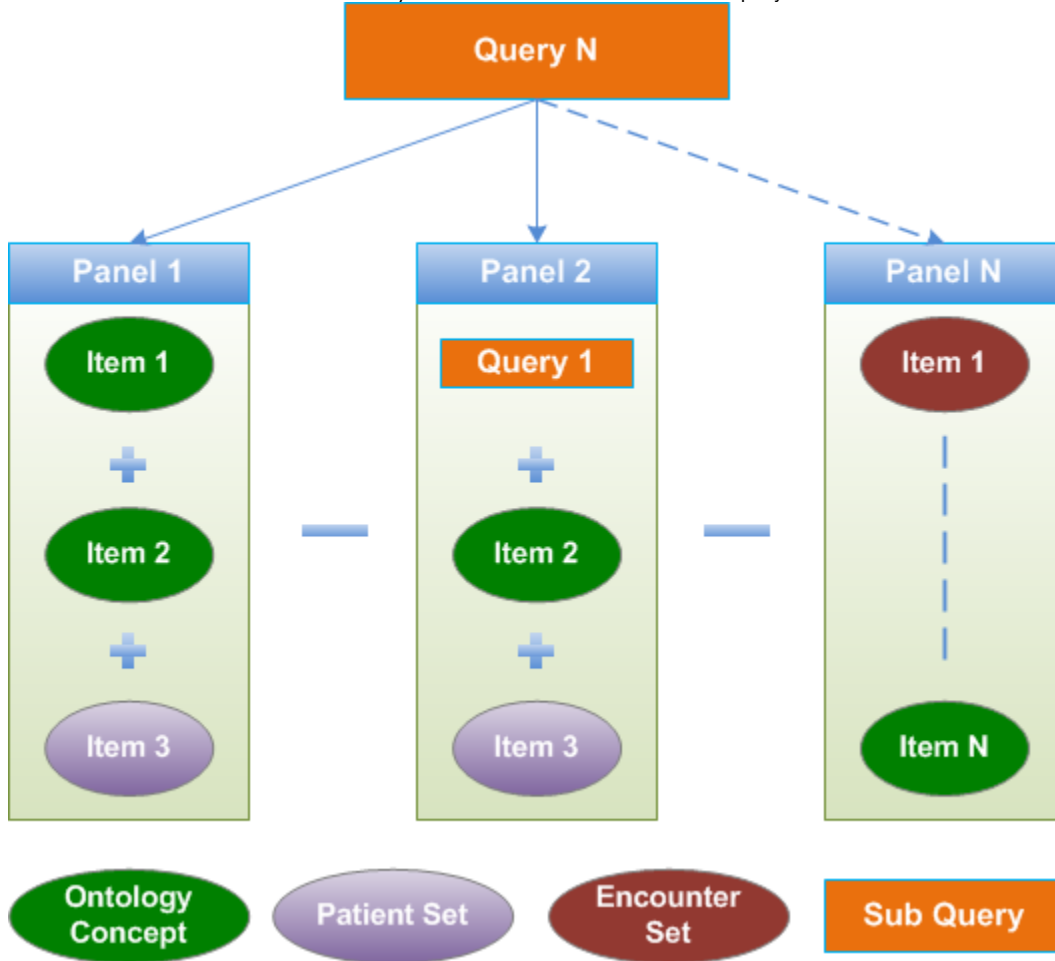 Query N
Panel 1
Panel 2
Panel N
Item 1
Query 1
Item 1
Item 2
Item 2
Item 3
Item 3
Item N
Ontology
Concept
Patient Set
Encounter
Set
Sub Query